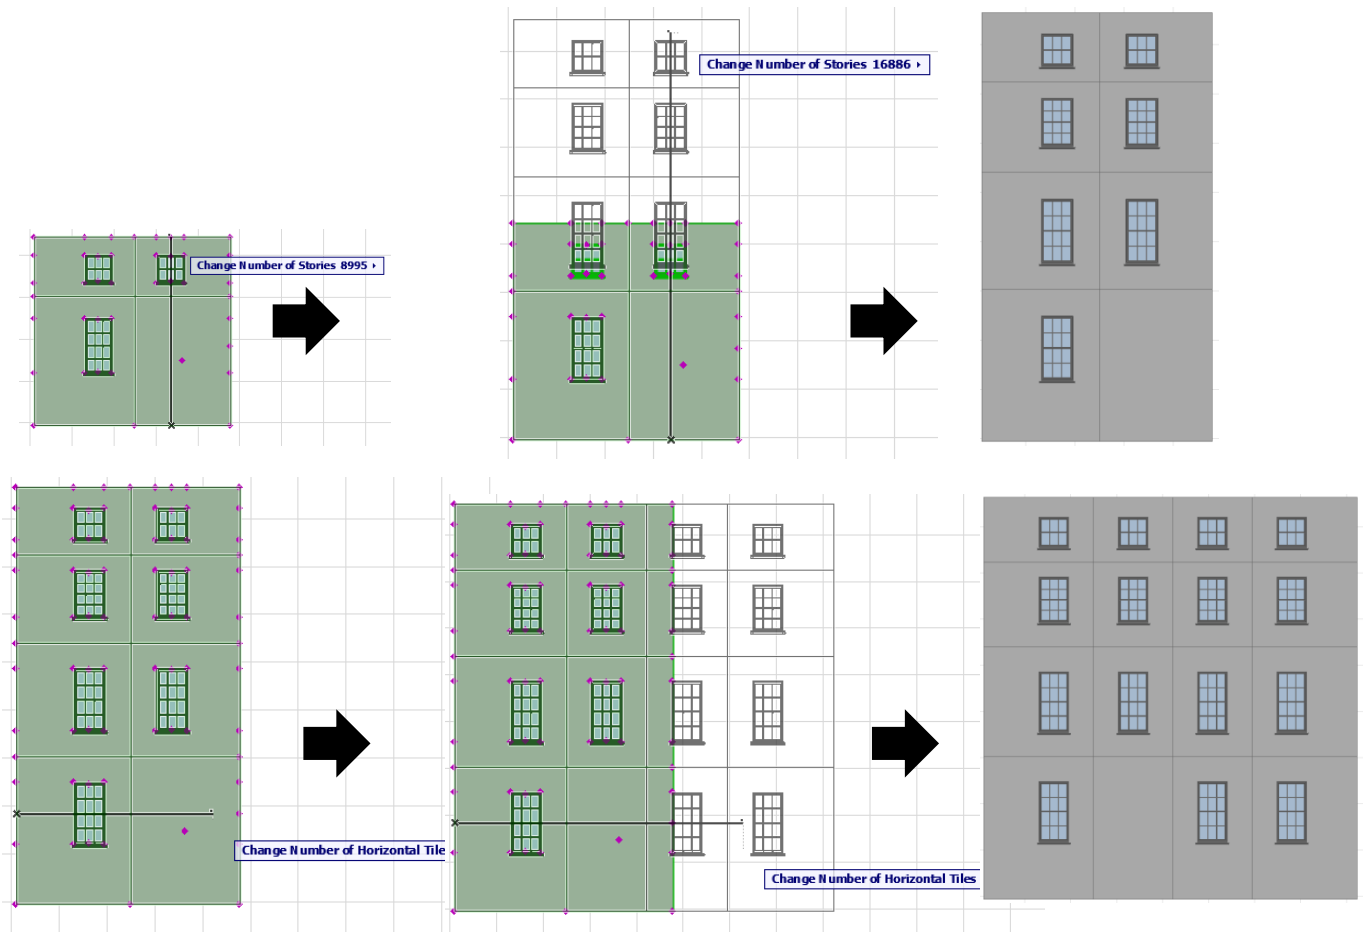 Change Number of Stories 16886
Change Number of Stories 8995
Change Number of Horizontal Tile
Change Number of Horizontal Tiles